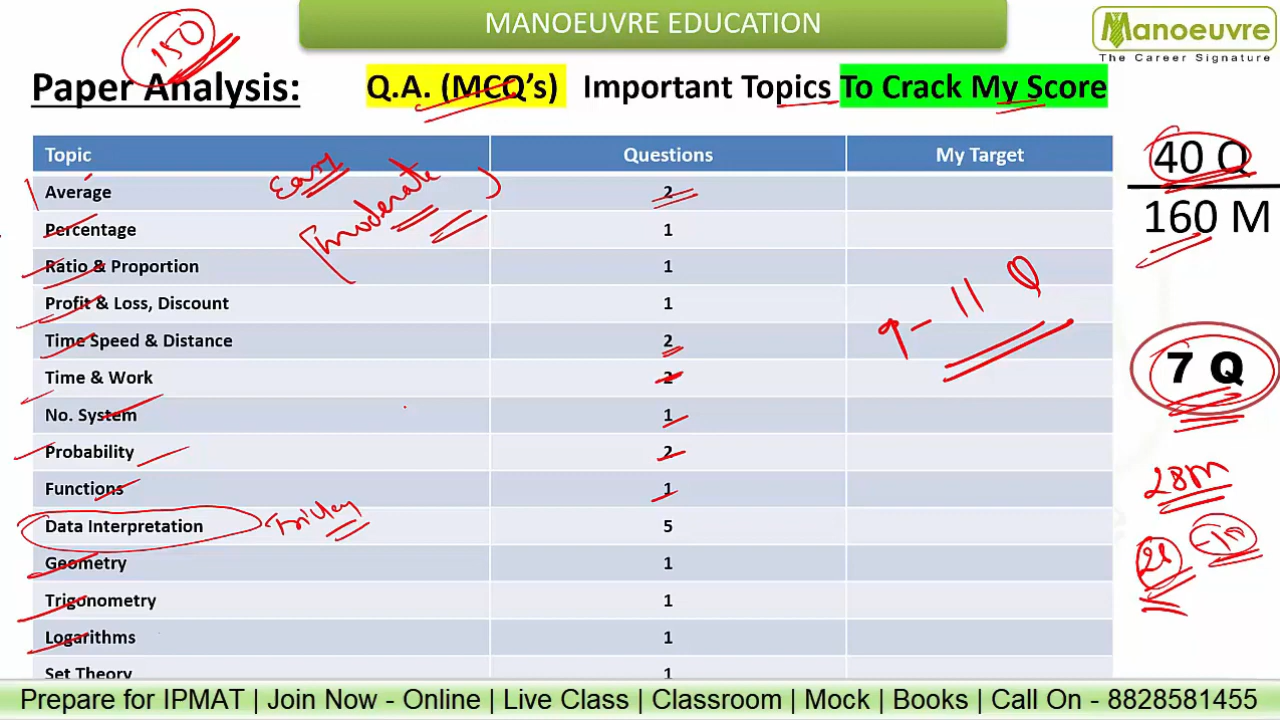 MANOEUVRE EDUCATION
Manoeuvre
The Career Signature
150
Paper Analysis: Q.A. (MCQ's) Important Topics To Crack My Score
Topic Questions My Target
Average 2
Easy
Percentage 1
moderate
Ratio & Proportion 1
Profit & Loss, Discount 1
Time Speed & Distance 2
9-11 Q
Time & Work 2
No. System 1
Probability 2
Functions 1
Data Interpretation 5
Geometry 1
Trigonometry 1
Logarithms 1
Set Theory 1
40 Q
160 M
7 Q
28m
Prepare for IPMAT | Join Now - Online | Live Class | Classroom | Mock | Books | Call On - 8828581455